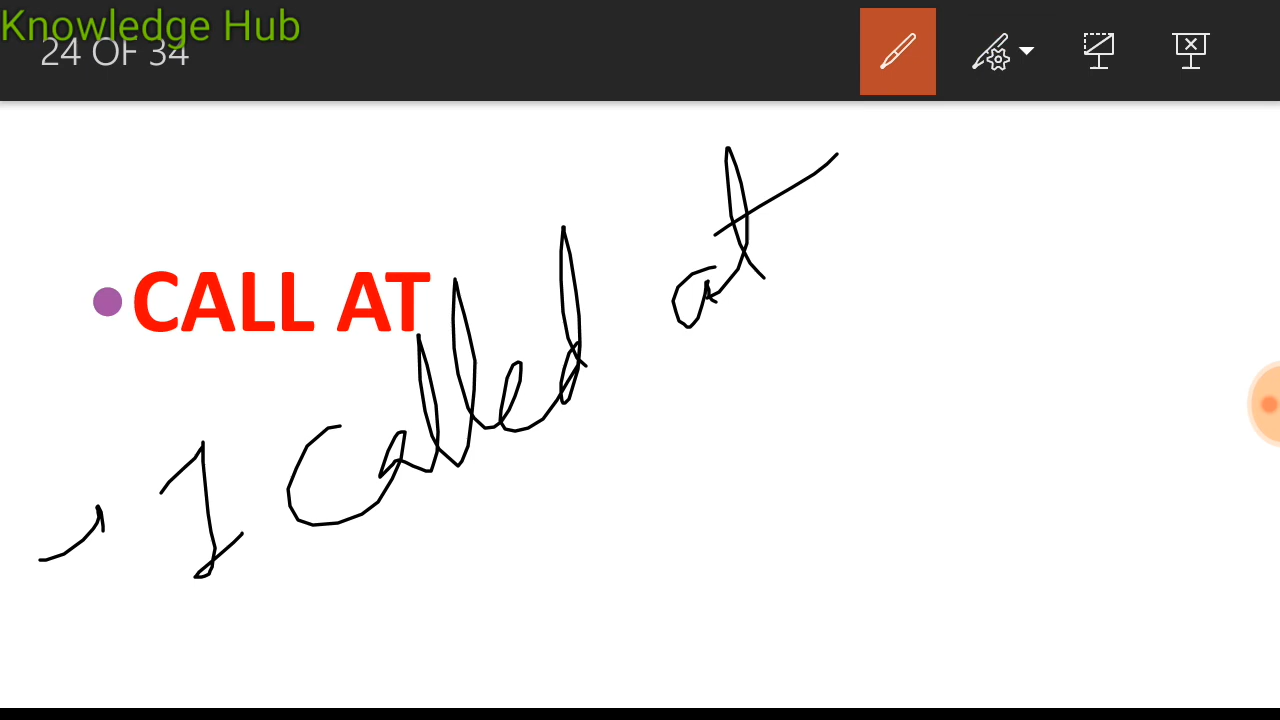 Knowledge Hub
24 OF 34
•CALL AT
I Called at